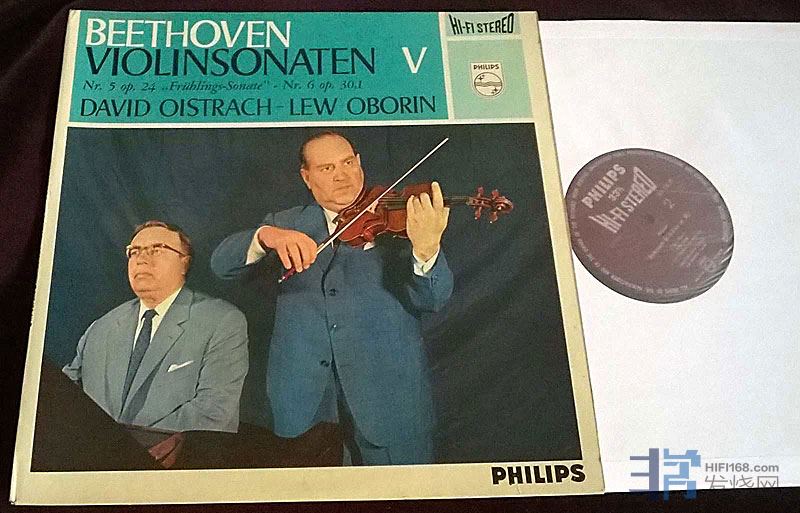 BEETHOVEN
VIOLINSONATEN V
Nr. 5 op. 24 „Frühlings-Sonate" - Nr. 6 op. 30,1
DAVID OISTRACH - LEW OBORIN
HI-FI STEREO
PHILIPS
PHILIPS
PHILIPS
HI-FI STEREO
2
HIFI168.com
发烧网